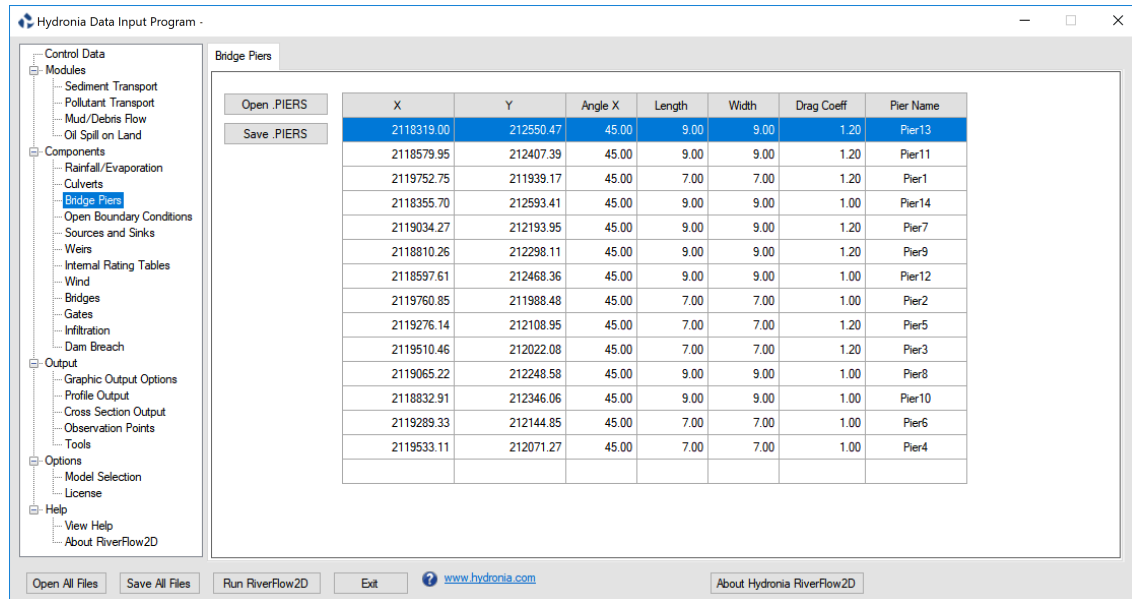 Hydronia Data Input Program -
Control Data
Modules
Sediment Transport
Pollutant Transport
Mud/Debris Flow
Oil Spill on Land
Components
Rainfall/Evaporation
Culverts
Bridge Piers
Open Boundary Conditions
Sources and Sinks
Weirs
Internal Rating Tables
Wind
Bridges
Gates
Infiltration
Dam Breach
Output
Graphic Output Options
Profile Output
Cross Section Output
Observation Points
Tools
Options
Model Selection
License
Help
View Help
About RiverFlow2D
Bridge Piers
Open .PIERS
Save .PIERS
X Y Angle X Length Width Drag Coeff Pier Name
2118319.00 212550.47 45.00 9.00 9.00 1.20 Pier13
2118579.95 212407.39 45.00 9.00 9.00 1.20 Pier11
2119752.75 211939.17 45.00 7.00 7.00 1.20 Pier1
2118355.70 212593.41 45.00 9.00 9.00 1.00 Pier14
2119034.27 212193.95 45.00 9.00 9.00 1.20 Pier7
2118810.26 212298.11 45.00 9.00 9.00 1.20 Pier9
2118597.61 212468.36 45.00 9.00 9.00 1.00 Pier12
2119760.85 211988.48 45.00 7.00 7.00 1.00 Pier2
2119276.14 212108.95 45.00 7.00 7.00 1.20 Pier5
2119510.46 212022.08 45.00 7.00 7.00 1.20 Pier3
2119065.22 212248.58 45.00 9.00 9.00 1.00 Pier8
2118832.91 212346.06 45.00 9.00 9.00 1.00 Pier10
2119289.33 212144.85 45.00 7.00 7.00 1.00 Pier6
2119533.11 212071.27 45.00 7.00 7.00 1.00 Pier4
Open All Files Save All Files Run RiverFlow2D Exit ? www.hydronia.com About Hydronia RiverFlow2D